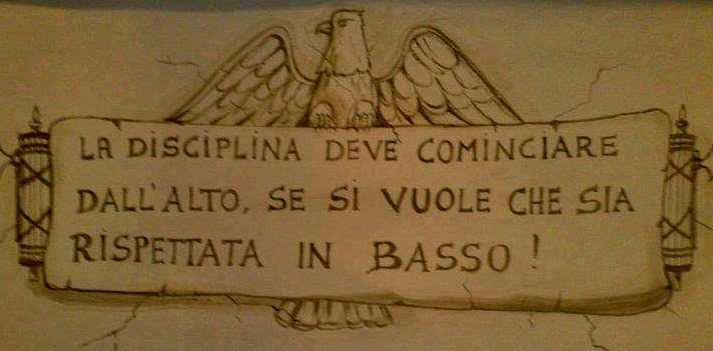 LA DISCIPLINA DEVE COMINCIARE
DALL'ALTO, SE SI VUOLE CHE SIA
RISPETTATA IN BASSO!